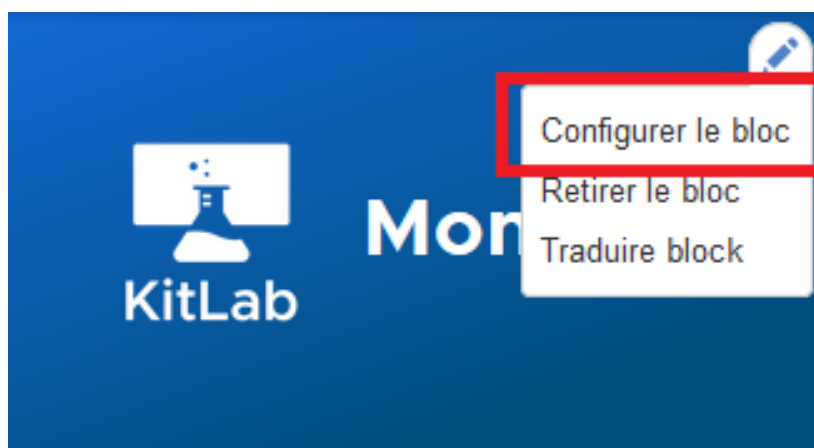 Configurer le bloc
Retirer le bloc
Mon
Traduire block
KitLab